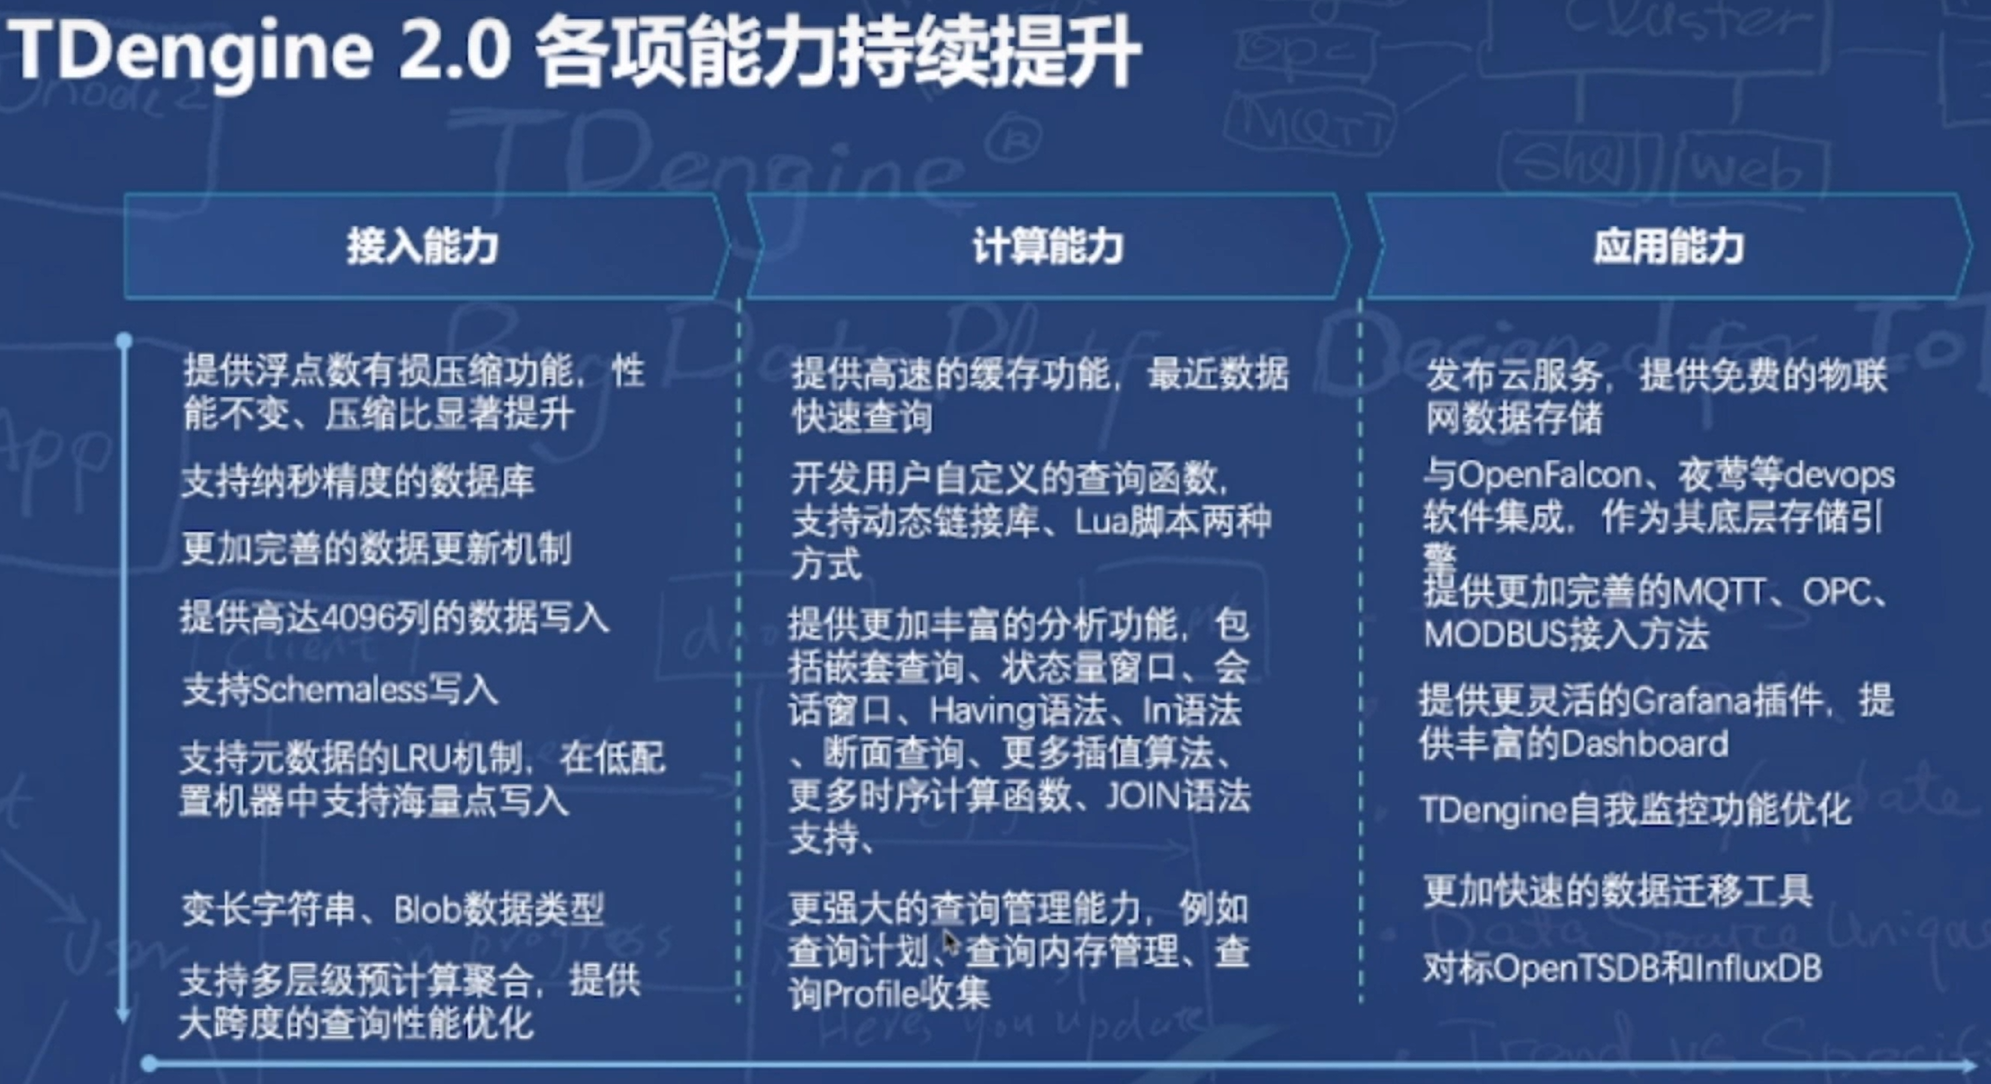 TDengine 2.0 各项能力持续提升
接入能力
提供浮点数有损压缩功能，性
能不变、压缩比显著提升
支持纳秒精度的数据库
更加完善的数据更新机制
提供高达4096列的数据写入
支持Schemaless写入
支持元数据的LRU机制，在低配
置机器中支持海量点写入
变长字符串、Blob数据类型
支持多层级预计算聚合，提供
大跨度的查询性能优化
计算能力
提供高速的缓存功能，最近数据
快速查询
开发用户自定义的查询函数，
支持动态链接库、Lua脚本两种
方式
提供更加丰富的分析功能，包
括嵌套查询、状态量窗口、会
话窗口、Having语法、In语法
、断面查询、更多插值算法、
更多时序计算函数、JOIN语法
支持、
更强大的查询管理能力，例如
查询计划、查询内存管理、查
询Profile收集
应用能力
发布云服务，提供免费的物联
网数据存储
与OpenFalcon、夜莺等devops
软件集成，作为其底层存储引
擎
提供更加完善的MQTT、OPC、
MODBUS接入方法
提供更灵活的Grafana插件，提
供丰富的Dashboard
TDengine自我监控功能优化
更加快速的数据迁移工具
对标OpenTSDB和InfluxDB
TDengine®
Big Data Platform Designed for IoT
Cluster
opc
MQTT
Shell
web
App
Client
User
in progress
Here you update
Data Source Unique